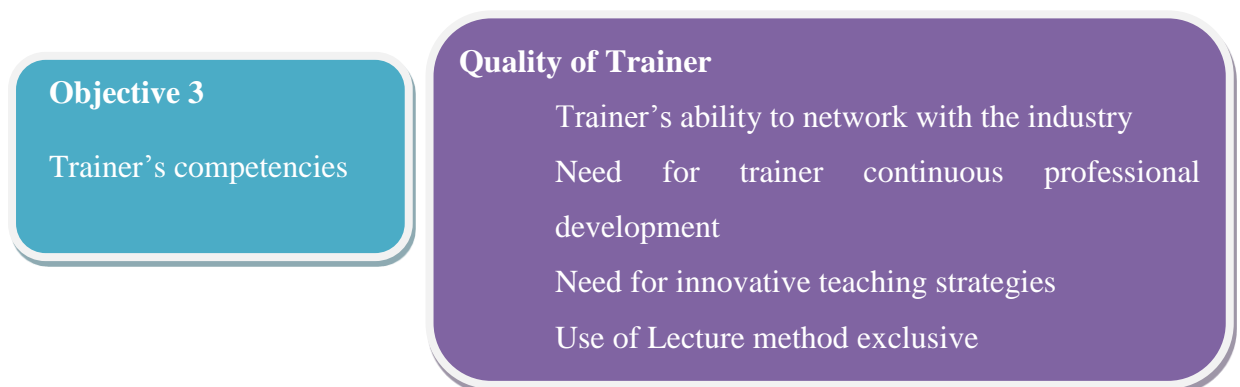 Objective 3
Trainer’s competencies
Quality of Trainer
Trainer’s ability to network with the industry
Need for trainer continuous professional
development
Need for innovative teaching strategies
Use of Lecture method exclusive